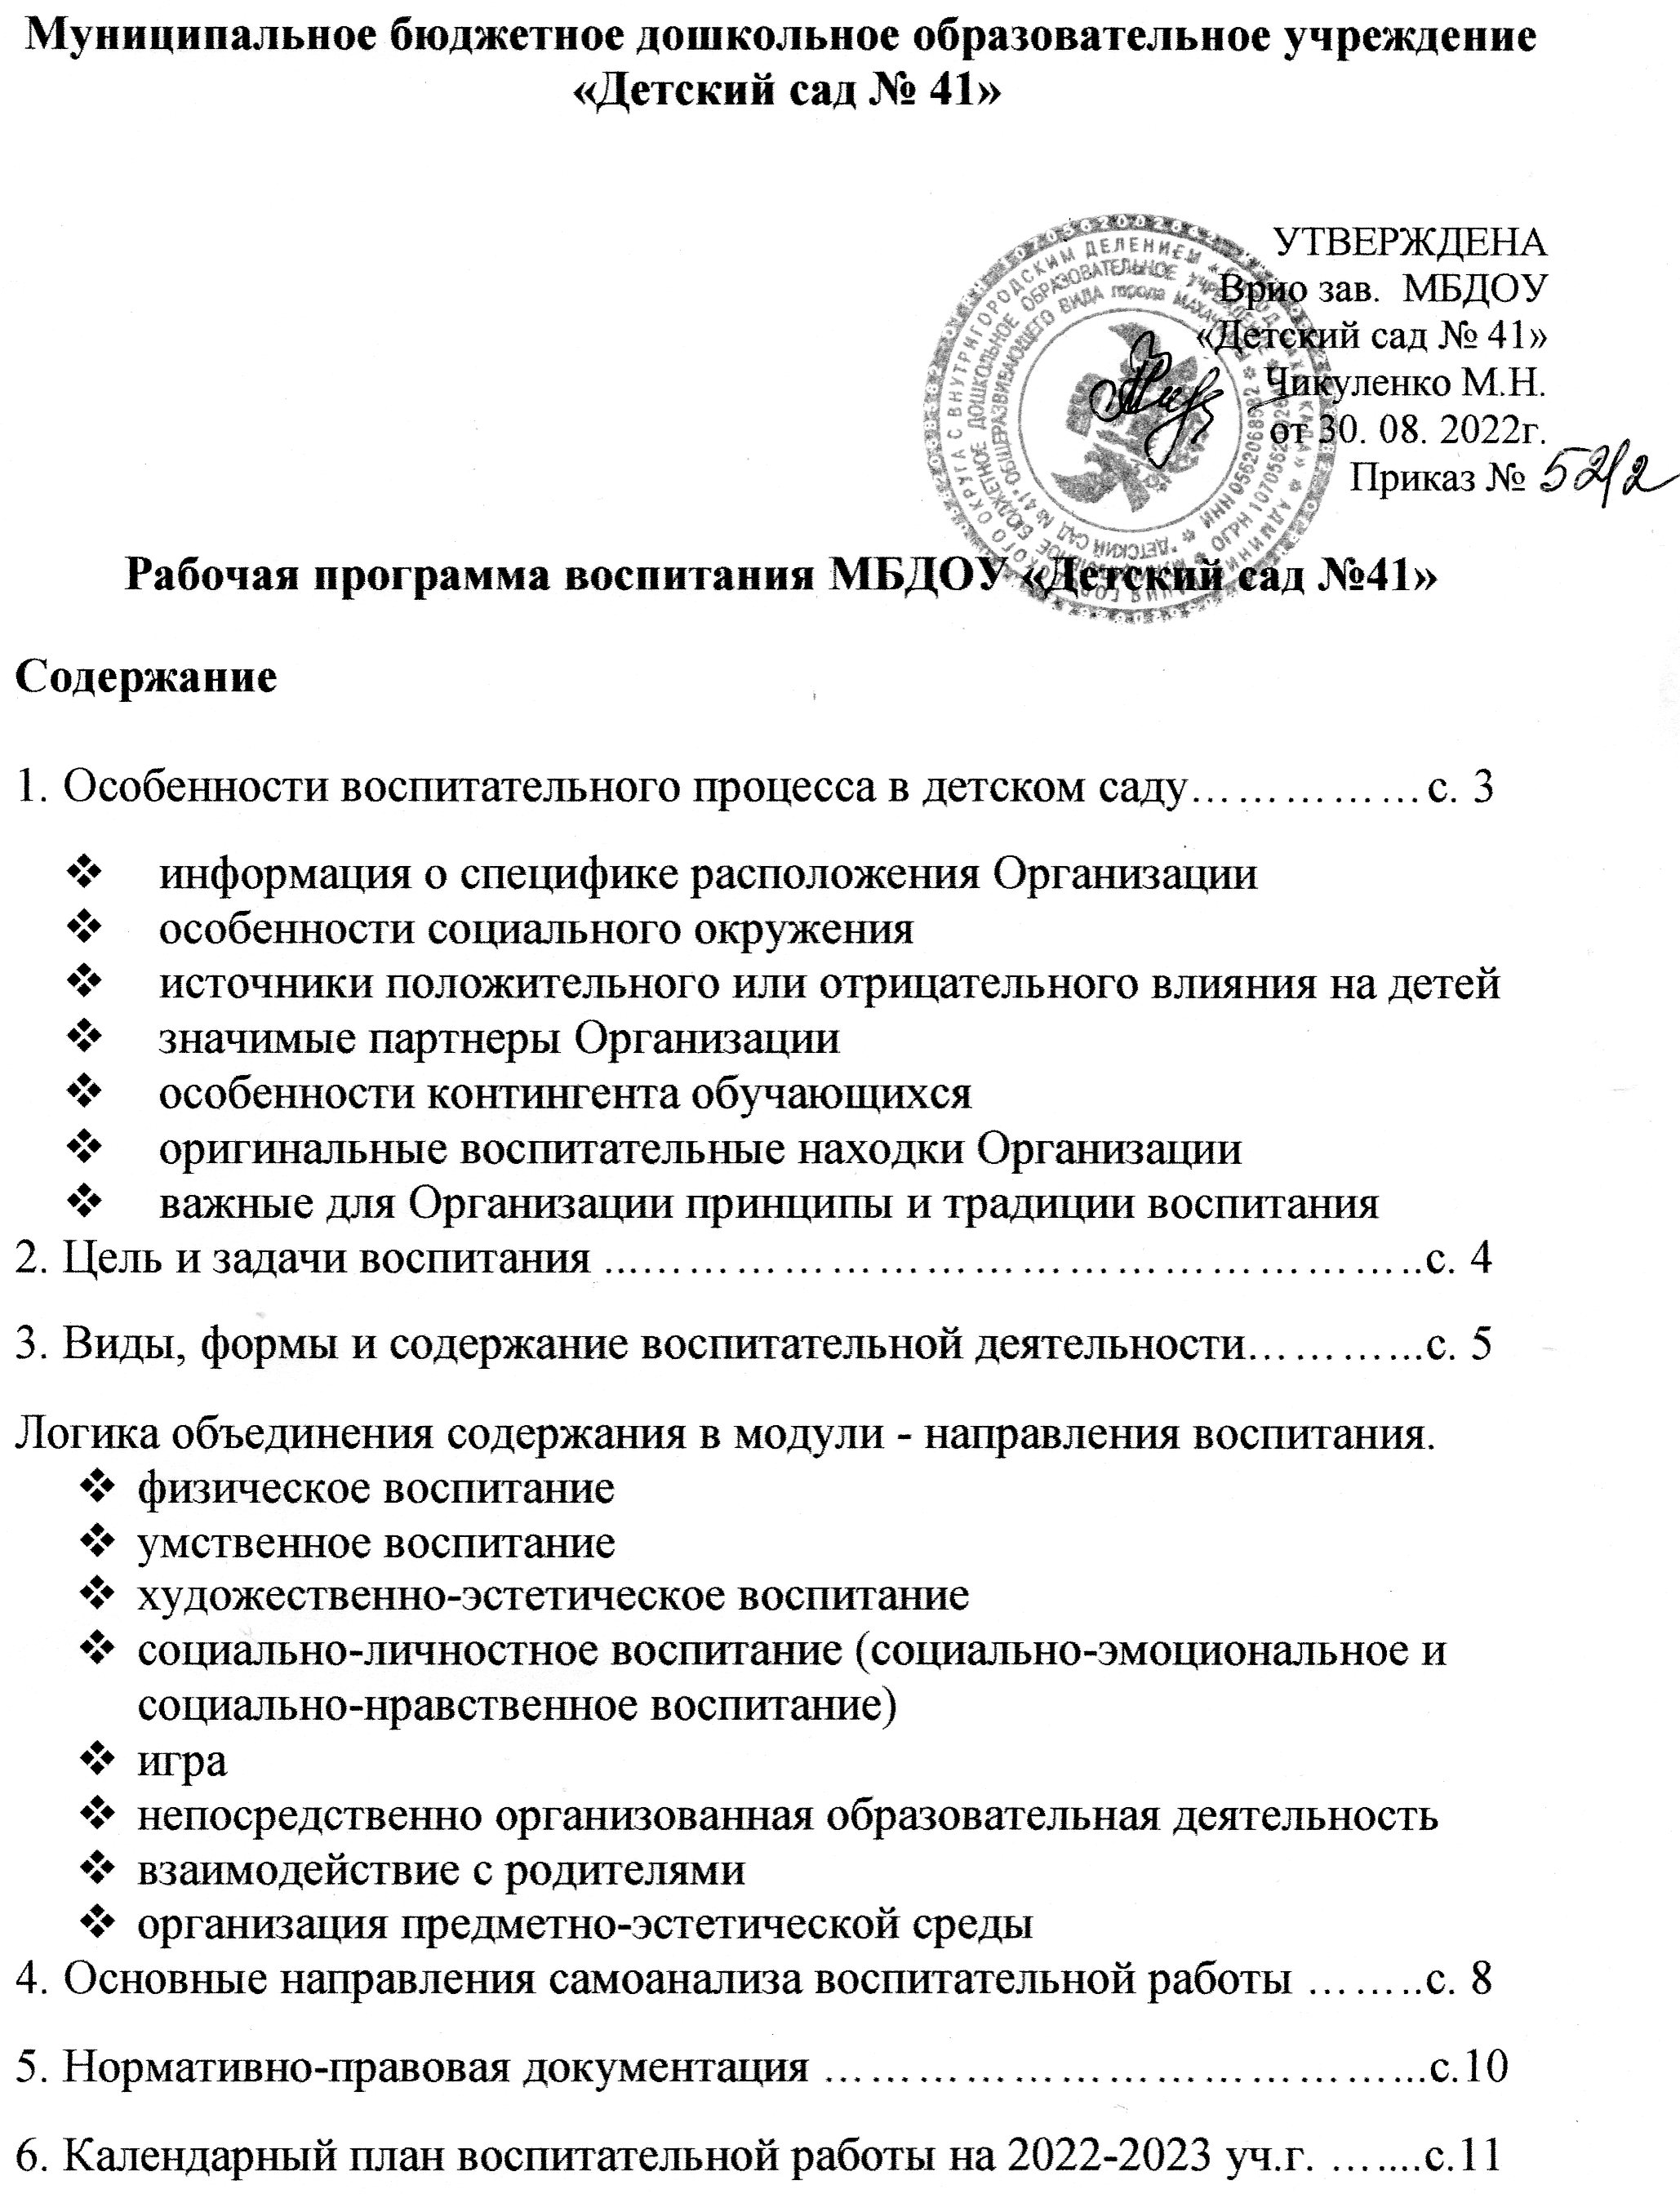 Муниципальное бюджетное дошкольное образовательное учреждение
«Детский сад № 41»
УТВЕРЖДЕНА
Врио зав. МБДОУ
«Детский сад № 41»
Чикуленко М.Н.
от 30. 08. 2022г.
Приказ № 52/2
Рабочая программа воспитания МБДОУ «Детский сад №41»
Содержание
1. Особенности воспитательного процесса в детском саду……………с. 3
❖ информация о специфике расположения Организации
❖ особенности социального окружения
❖ источники положительного или отрицательного влияния на детей
❖ значимые партнеры Организации
❖ особенности контингента обучающихся
❖ оригинальные воспитательные находки Организации
❖ важные для Организации принципы и традиции воспитания
2. Цель и задачи воспитания ………………………………………………..с. 4
3. Виды, формы и содержание воспитательной деятельности…………с. 5
Логика объединения содержания в модули - направления воспитания.
❖ физическое воспитание
❖ умственное воспитание
❖ художественно-эстетическое воспитание
❖ социально-личностное воспитание (социально-эмоциональное и
социально-нравственное воспитание)
❖ игра
❖ непосредственно организованная образовательная деятельность
❖ взаимодействие с родителями
❖ организация предметно-эстетической среды
4. Основные направления самоанализа воспитательной работы ……..с. 8
5. Нормативно-правовая документация …………………………………...с.10
6. Календарный план воспитательной работы на 2022-2023 уч.г. …....с.11